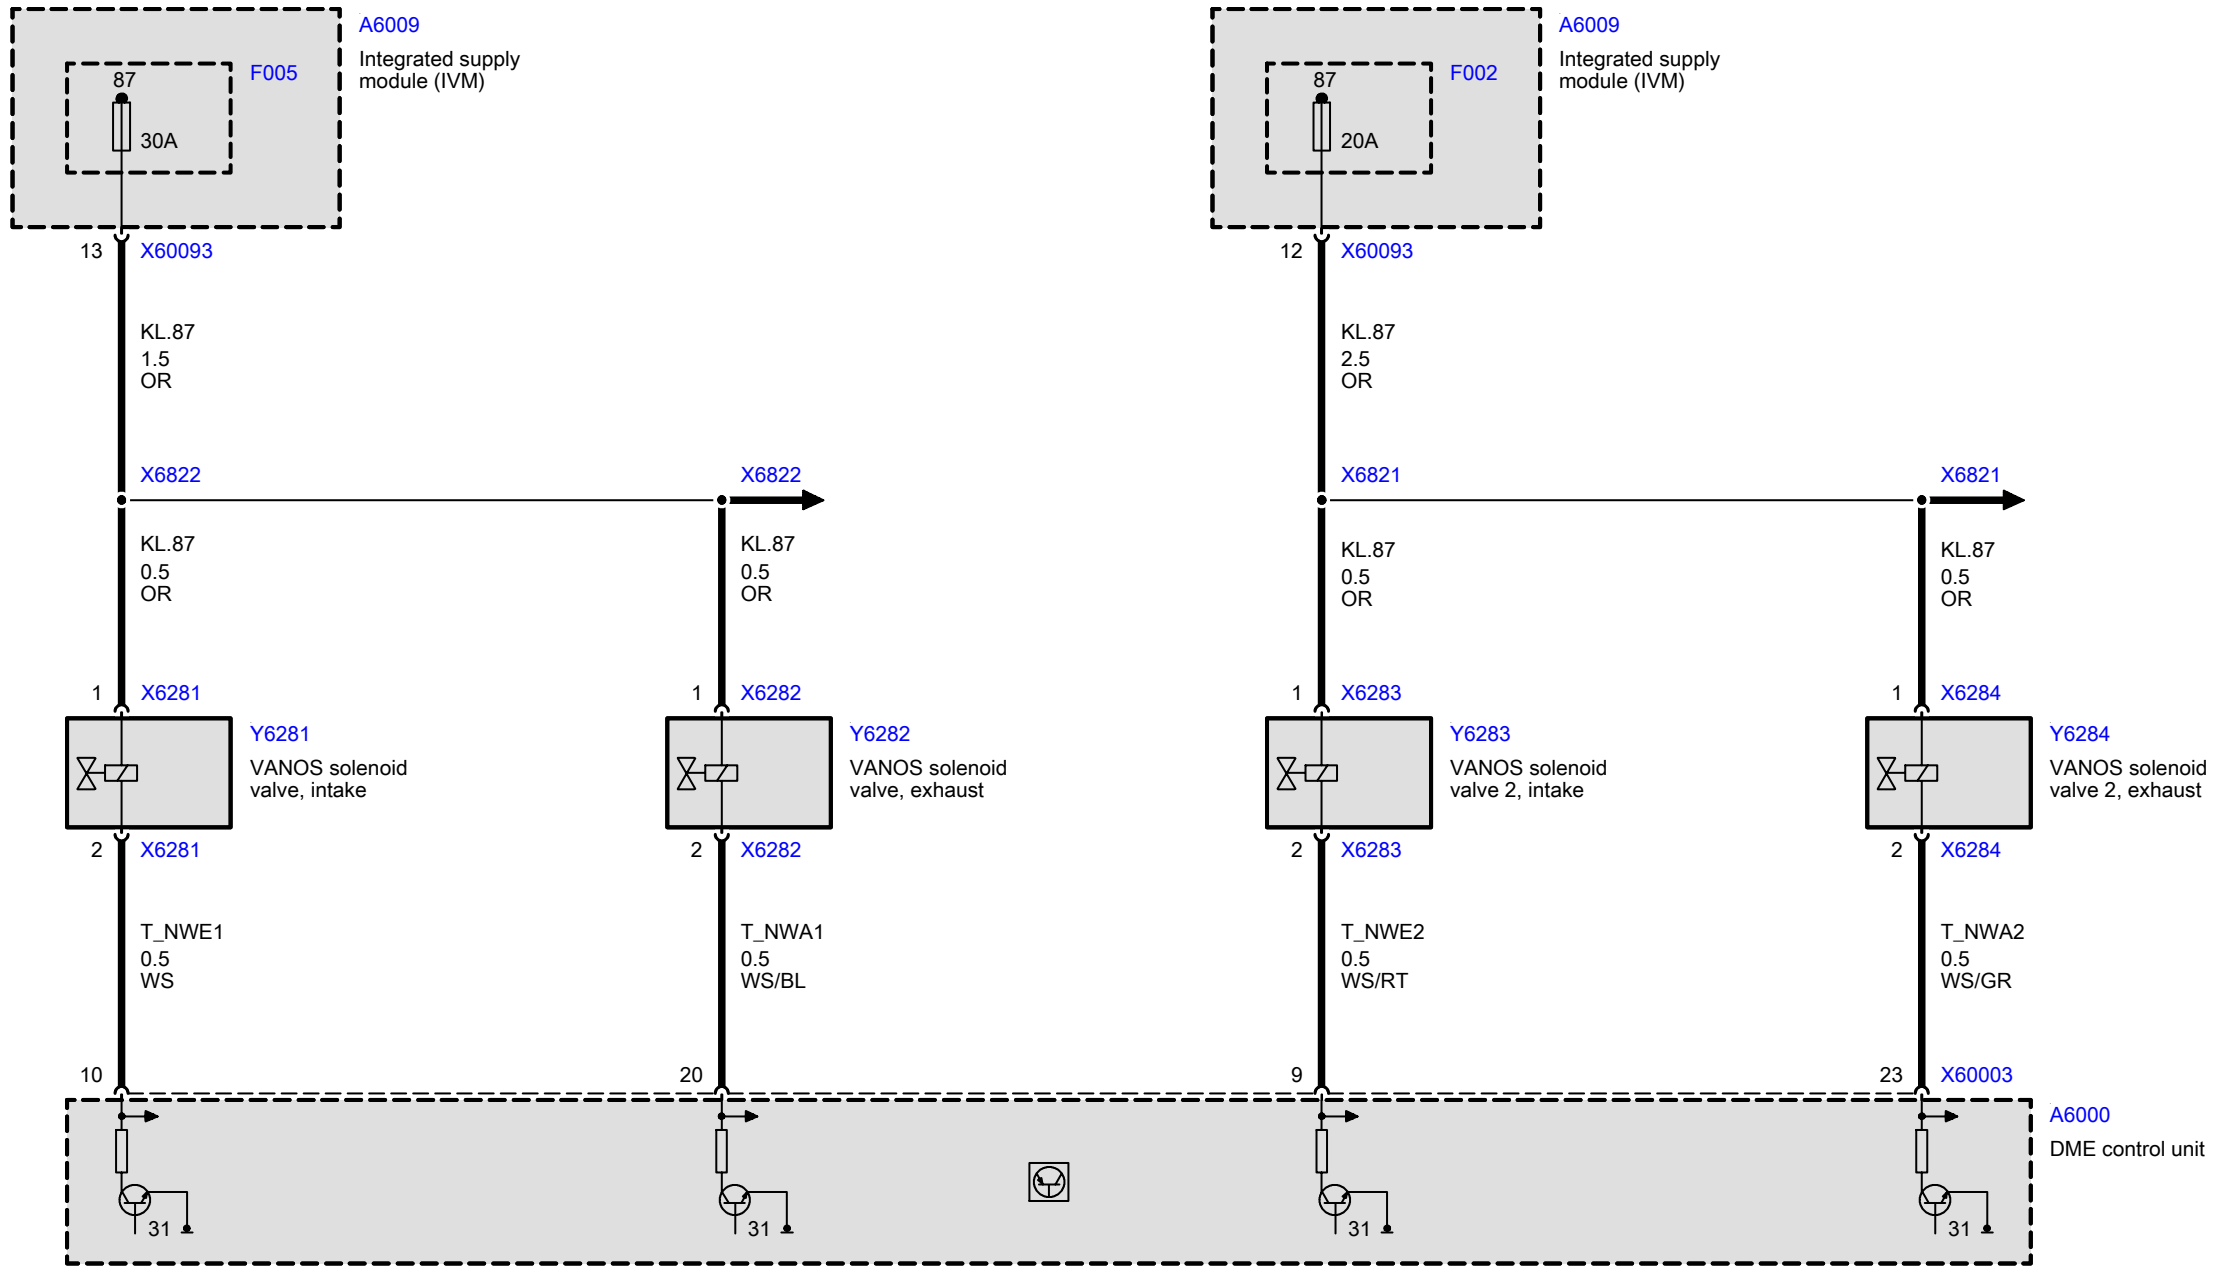 A6009
Integrated supply
module (IVM)
F005
87
30A
13 X60093
KL.87
1.5
OR
A6009
Integrated supply
module (IVM)
F002
87
20A
12 X60093
KL.87
2.5
OR
X6822
X6822
X6821
X6821
KL.87
0.5
OR
KL.87
0.5
OR
KL.87
0.5
OR
KL.87
0.5
OR
1 X6281
Y6281
VANOS solenoid
valve, intake
2 X6281
1 X6282
Y6282
VANOS solenoid
valve, exhaust
2 X6282
1 X6283
Y6283
VANOS solenoid
valve 2, intake
2 X6283
1 X6284
Y6284
VANOS solenoid
valve 2, exhaust
2 X6284
T_NWE1
0.5
WS
T_NWA1
0.5
WS/BL
T_NWE2
0.5
WS/RT
T_NWA2
0.5
WS/GR
10
20
9
23 X60003
A6000
DME control unit
31
31
31
31